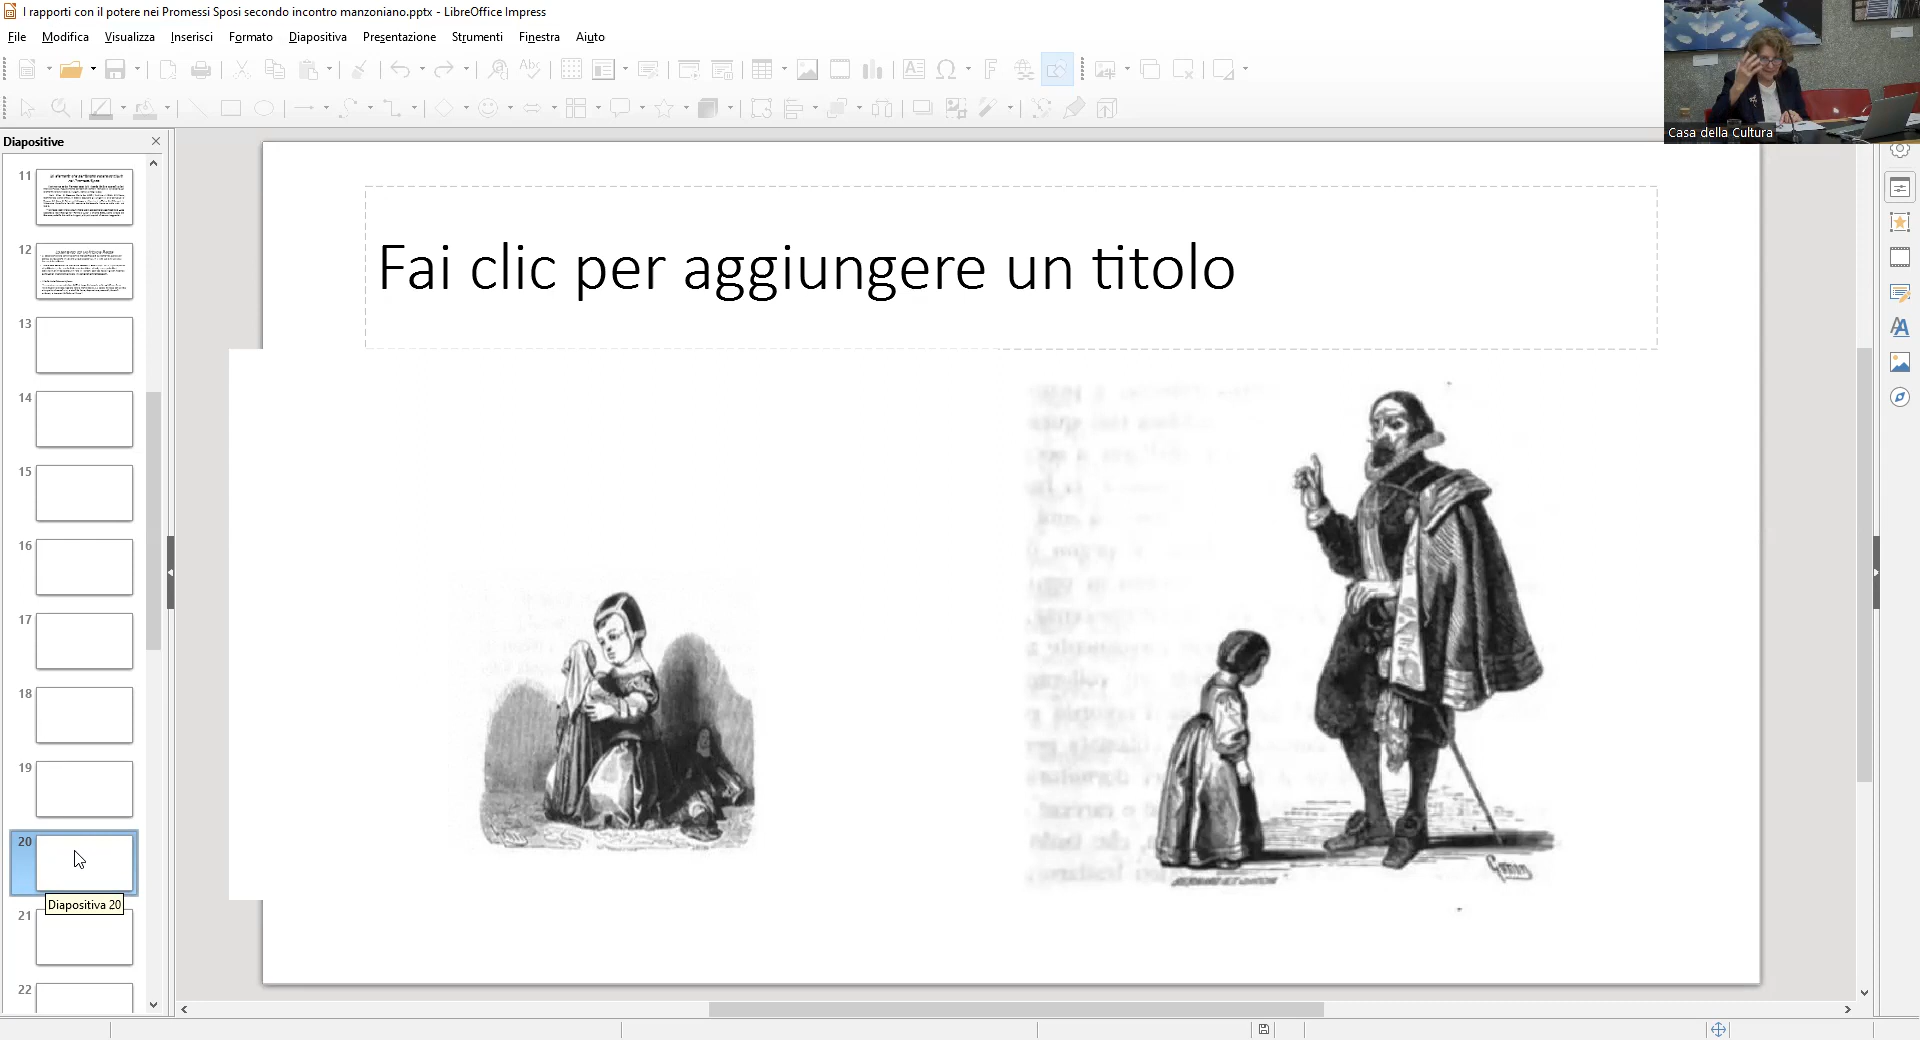 I rapporti con il potere nei Promessi Sposi secondo incontro manzoniano.pptx - LibreOffice Impress
File Modifica Visualizza Inserisci Formato Diapositiva Presentazione Strumenti Finestra Aiuto
Casa della Cultura
Diapositive
11
12
13
14
15
16
17
18
19
20
Diapositiva 20
21
22
Fai clic per aggiungere un titolo